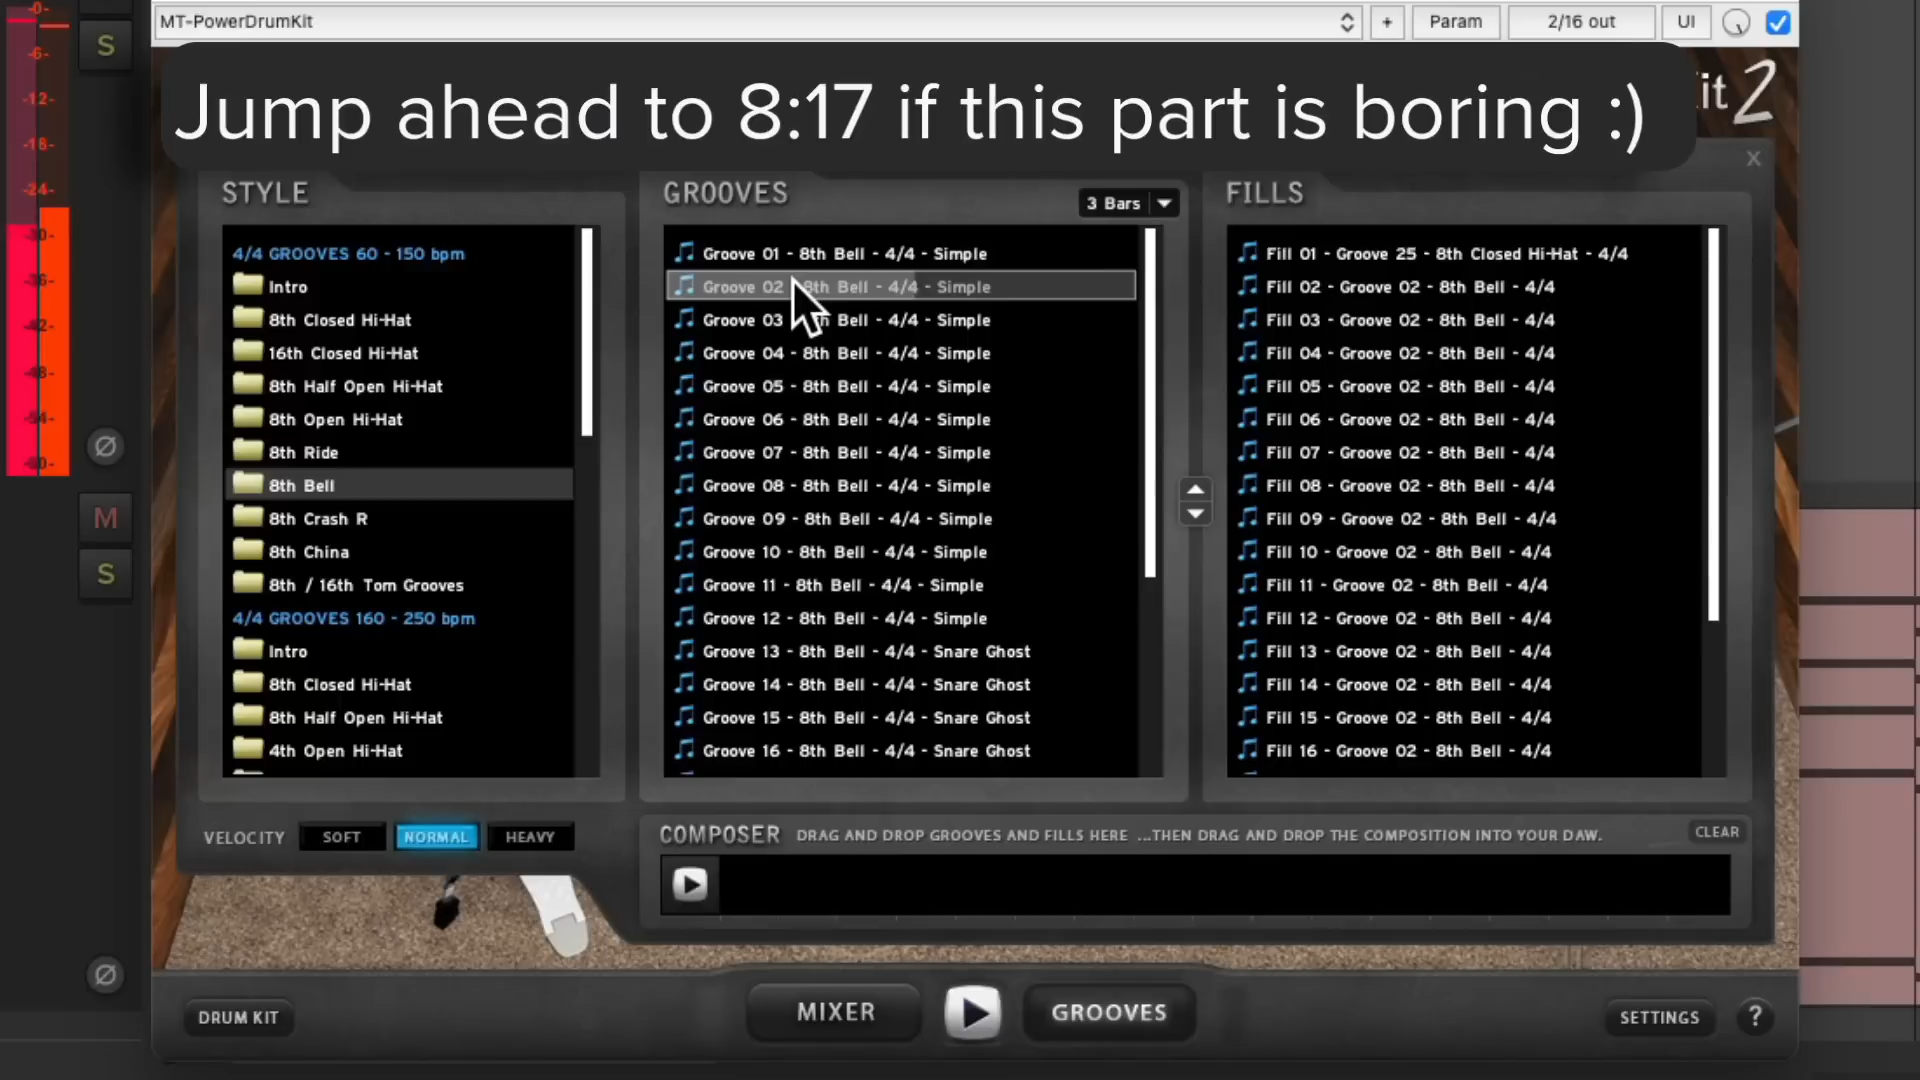 MT-PowerDrumKit
+
Param
2/16 out
UI
Jump ahead to 8:17 if this part is boring :)
it 2
X
-0-
-6-
-12-
-18-
-24-
-30-
-36-
-42-
-48-
-54-
-60-
S
Ø
M
S
Ø
STYLE
4/4 GROOVES 60 - 150 bpm
Intro
8th Closed Hi-Hat
16th Closed Hi-Hat
8th Half Open Hi-Hat
8th Open Hi-Hat
8th Ride
8th Bell
8th Crash R
8th China
8th / 16th Tom Grooves
4/4 GROOVES 160 - 250 bpm
Intro
8th Closed Hi-Hat
8th Half Open Hi-Hat
4th Open Hi-Hat
GROOVES
3 Bars
Groove 01 - 8th Bell - 4/4 - Simple
Groove 02 - 8th Bell - 4/4 - Simple
Groove 03 - 8th Bell - 4/4 - Simple
Groove 04 - 8th Bell - 4/4 - Simple
Groove 05 - 8th Bell - 4/4 - Simple
Groove 06 - 8th Bell - 4/4 - Simple
Groove 07 - 8th Bell - 4/4 - Simple
Groove 08 - 8th Bell - 4/4 - Simple
Groove 09 - 8th Bell - 4/4 - Simple
Groove 10 - 8th Bell - 4/4 - Simple
Groove 11 - 8th Bell - 4/4 - Simple
Groove 12 - 8th Bell - 4/4 - Simple
Groove 13 - 8th Bell - 4/4 - Snare Ghost
Groove 14 - 8th Bell - 4/4 - Snare Ghost
Groove 15 - 8th Bell - 4/4 - Snare Ghost
Groove 16 - 8th Bell - 4/4 - Snare Ghost
FILLS
Fill 01 - Groove 25 - 8th Closed Hi-Hat - 4/4
Fill 02 - Groove 02 - 8th Bell - 4/4
Fill 03 - Groove 02 - 8th Bell - 4/4
Fill 04 - Groove 02 - 8th Bell - 4/4
Fill 05 - Groove 02 - 8th Bell - 4/4
Fill 06 - Groove 02 - 8th Bell - 4/4
Fill 07 - Groove 02 - 8th Bell - 4/4
Fill 08 - Groove 02 - 8th Bell - 4/4
Fill 09 - Groove 02 - 8th Bell - 4/4
Fill 10 - Groove 02 - 8th Bell - 4/4
Fill 11 - Groove 02 - 8th Bell - 4/4
Fill 12 - Groove 02 - 8th Bell - 4/4
Fill 13 - Groove 02 - 8th Bell - 4/4
Fill 14 - Groove 02 - 8th Bell - 4/4
Fill 15 - Groove 02 - 8th Bell - 4/4
Fill 16 - Groove 02 - 8th Bell - 4/4
VELOCITY
SOFT
NORMAL
HEAVY
COMPOSER
DRAG AND DROP GROOVES AND FILLS HERE ...THEN DRAG AND DROP THE COMPOSITION INTO YOUR DAW.
CLEAR
DRUM KIT
MIXER
GROOVES
SETTINGS
?